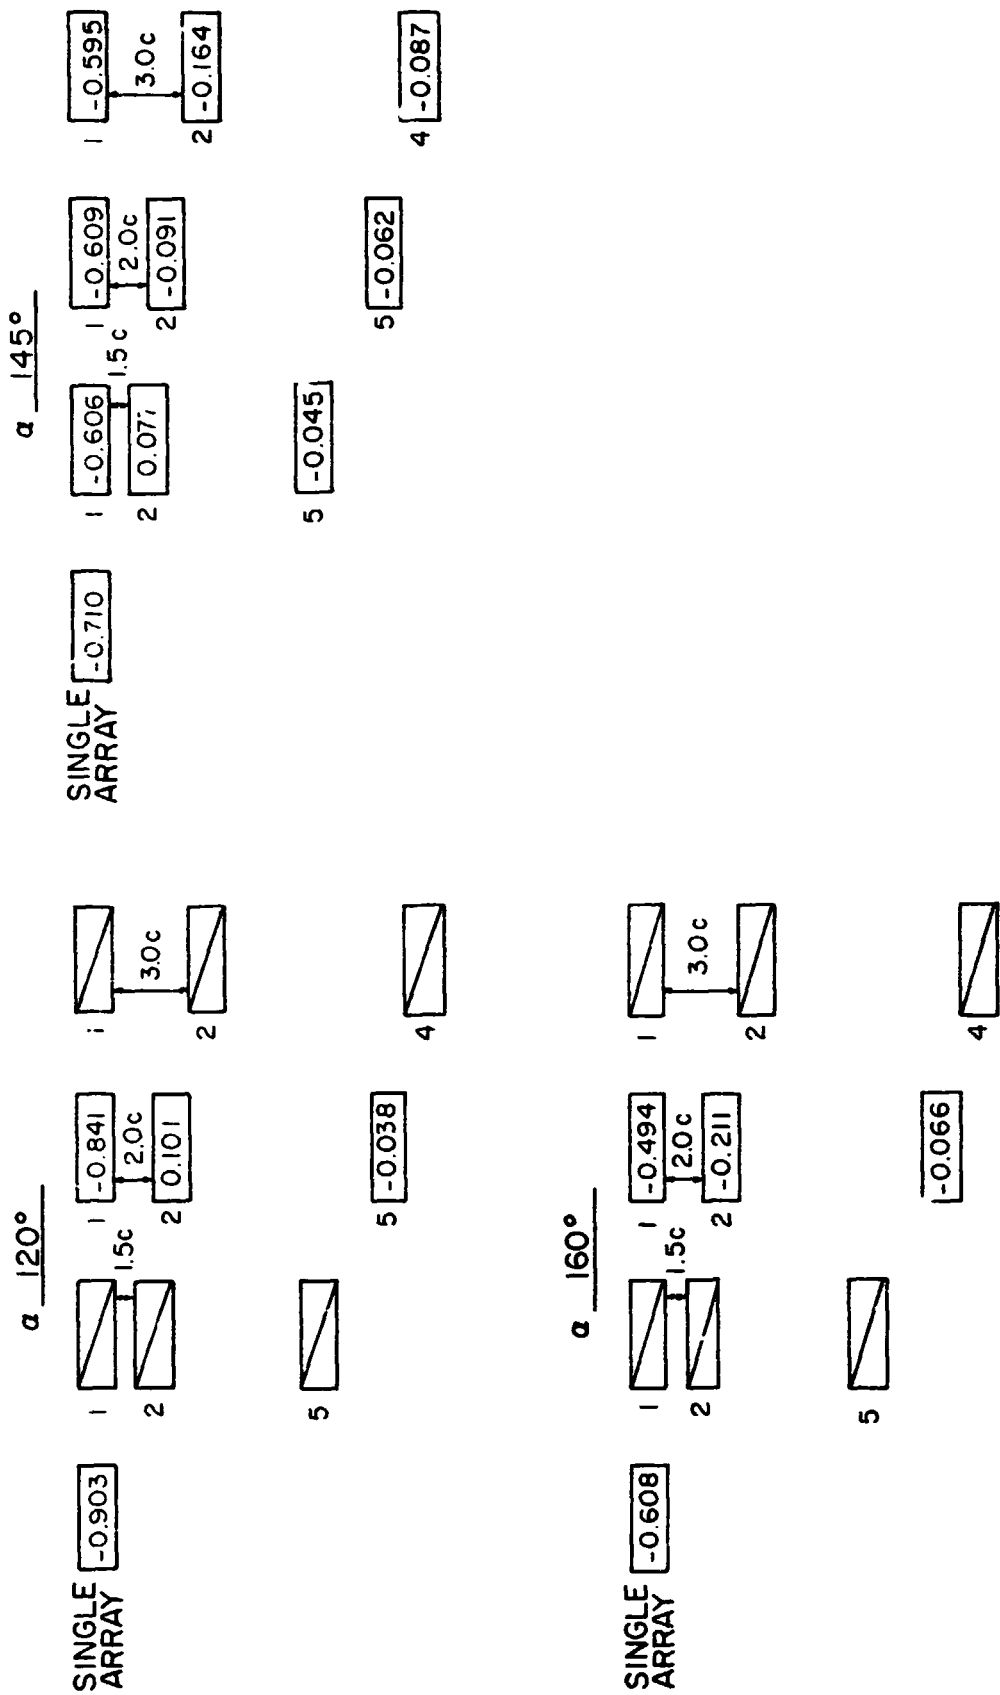 α 120°
SINGLE
ARRAY
-0.903
1
1.5c
2
5
1 -0.841
2.0c
2 0.101
5 -0.038
1
3.0c
2
4
α 145°
SINGLE
ARRAY
-0.710
1 -0.606
1.5c
2
5 -0.045
1 -0.609
2.0c
2 -0.091
5 -0.062
1 -0.595
3.0c
2 -0.164
4 -0.087
α 160°
SINGLE
ARRAY
-0.608
1
1.5c
2
5
1 -0.494
2.0c
2 -0.211
-0.066
1
3.0c
2
4